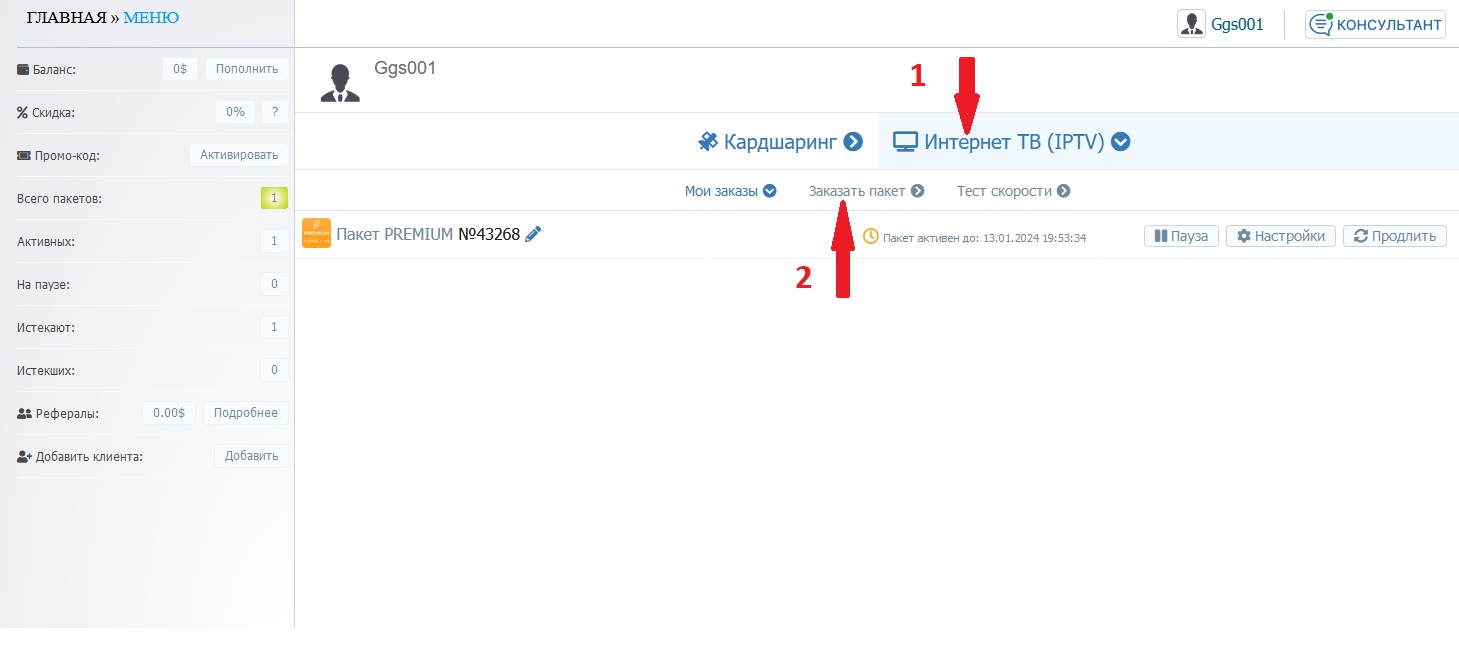 ГЛАВНАЯ » МЕНЮ
Ggs001
КОНСУЛЬТАНТ
Баланс: 0$ Пополнить
Скидка: 0% ?
Промо-код: Активировать
Всего пакетов: 1
Активных: 1
На паузе: 0
Истекают: 1
Истекших: 0
Рефералы: 0.00$ Подробнее
Добавить клиента: Добавить
Ggs001
1
Кардшаринг Интернет ТВ (IPTV)
Мои заказы Заказать пакет Тест скорости
PREMIUM
Пакет PREMIUM №43268 Пакет активен до: 13.01.2024 19:53:34 Пауза Настройки Продлить
2